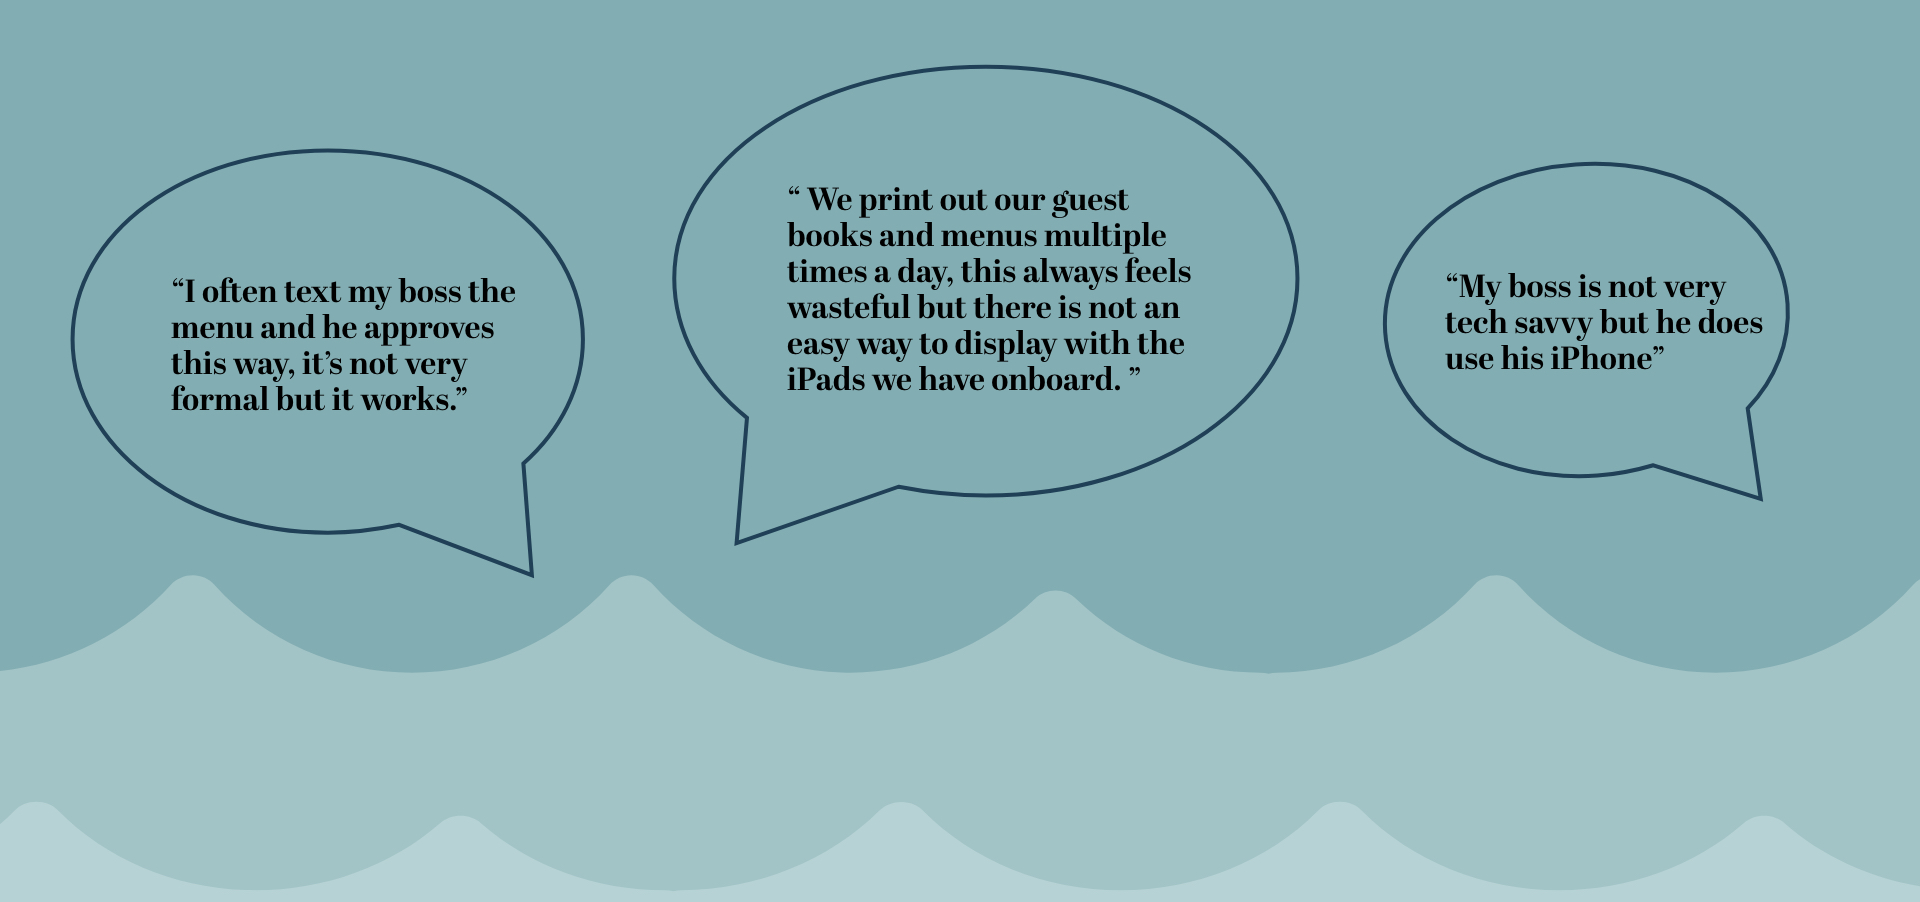 “I often text my boss the
menu and he approves
this way, it’s not very
formal but it works.”
“ We print out our guest
books and menus multiple
times a day, this always feels
wasteful but there is not an
easy way to display with the
iPads we have onboard. ”
“My boss is not very
tech savvy but he does
use his iPhone”